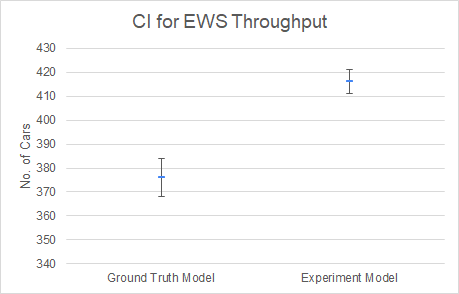 CI for EWS Throughput
No. of Cars
430
420
410
400
390
380
370
360
350
340
Ground Truth Model
Experiment Model